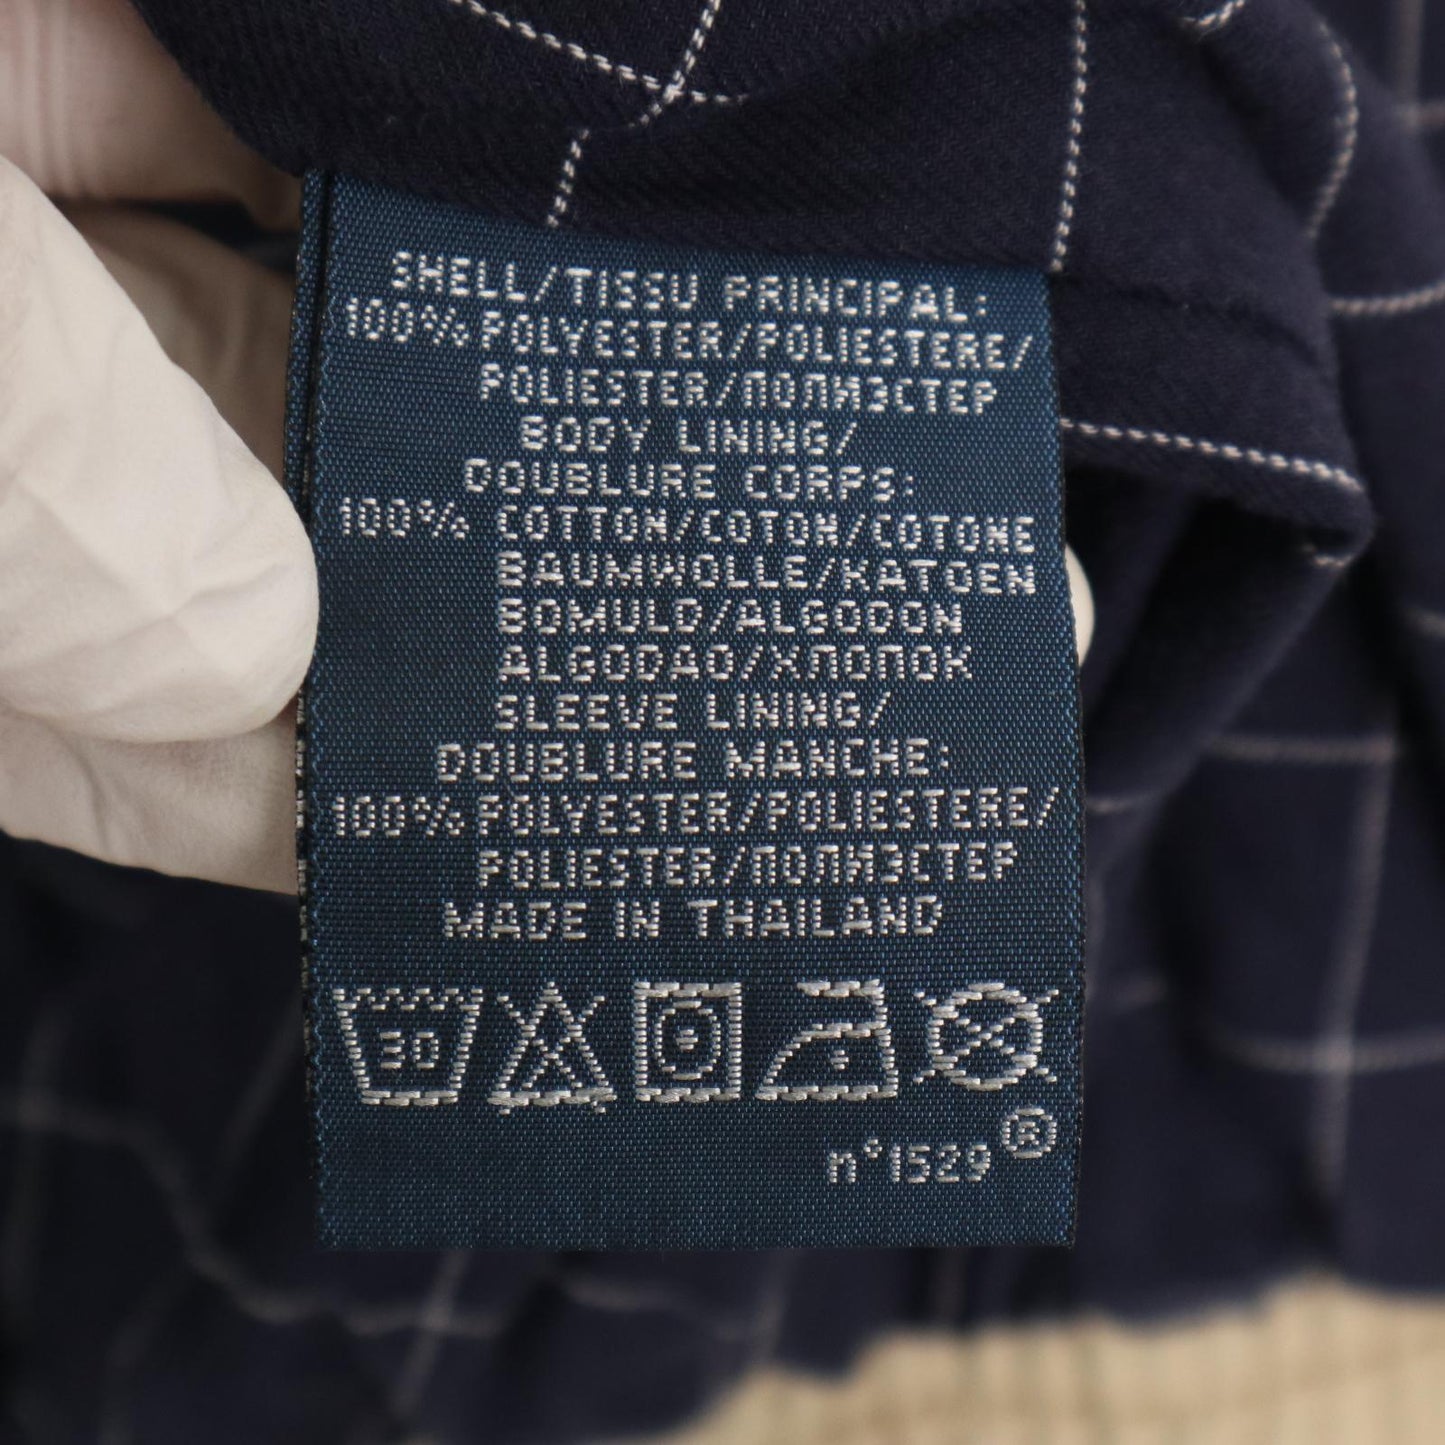 SHELL/TISSU PRINCIPAL:
100% POLYESTER/POLIESTERE/
POLIESTER/ПОЛИЭСТЕР
BODY LINING/
DOUBLURE CORPS:
100% COTTON/COTON/COTONE
BAUMWOLLE/KATOEN
BOMULD/ALGODON
ALGODAO/ХЛОПОК
SLEEVE LINING/
DOUBLURE MANCHE:
100% POLYESTER/POLIESTERE/
POLIESTER/ПОЛИЭСТЕР
MADE IN THAILAND
30
n°1529®